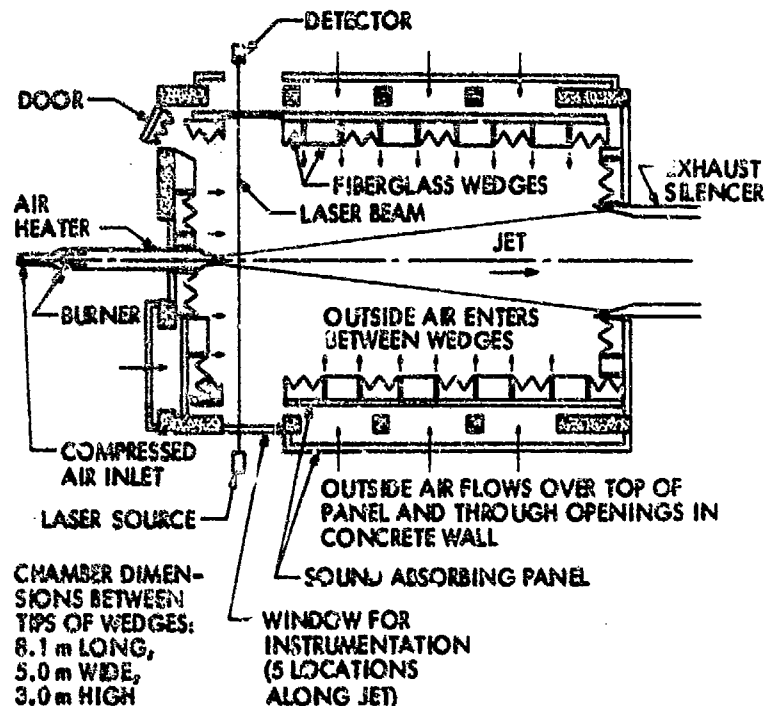 DETECTOR
DOOR
FIBERGLASS WEDGES
EXHAUST
SILENCER
LASER BEAM
AIR
HEATER
JET
BURNER
OUTSIDE AIR ENTERS
BETWEEN WEDGES
COMPRESSED
AIR INLET
LASER SOURCE
OUTSIDE AIR FLOWS OVER TOP OF
PANEL AND THROUGH OPENINGS IN
CONCRETE WALL
SOUND ABSORBING PANEL
CHAMBER DIMEN-
SIONS BETWEEN
TIPS OF WEDGES:
8.1 m LONG,
5.0 m WIDE,
3.0 m HIGH
WINDOW FOR
INSTRUMENTATION
(5 LOCATIONS
ALONG JET)